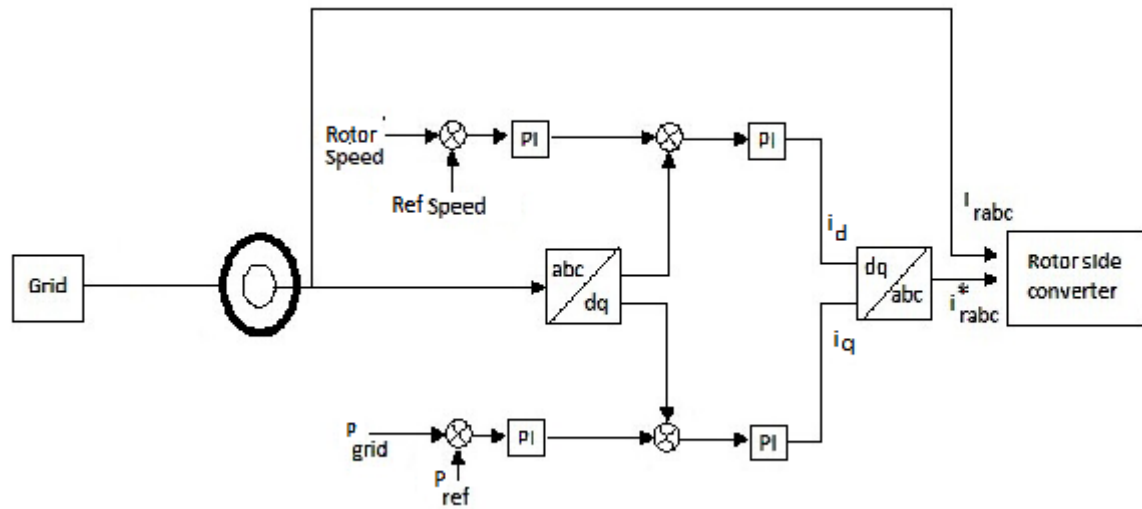 Rotor
Speed
PI
PI
Ref Speed
I rabc
i d
Grid
abc
dq
dq
abc
Rotor side
converter
i* rabc
i q
P grid
PI
PI
P ref